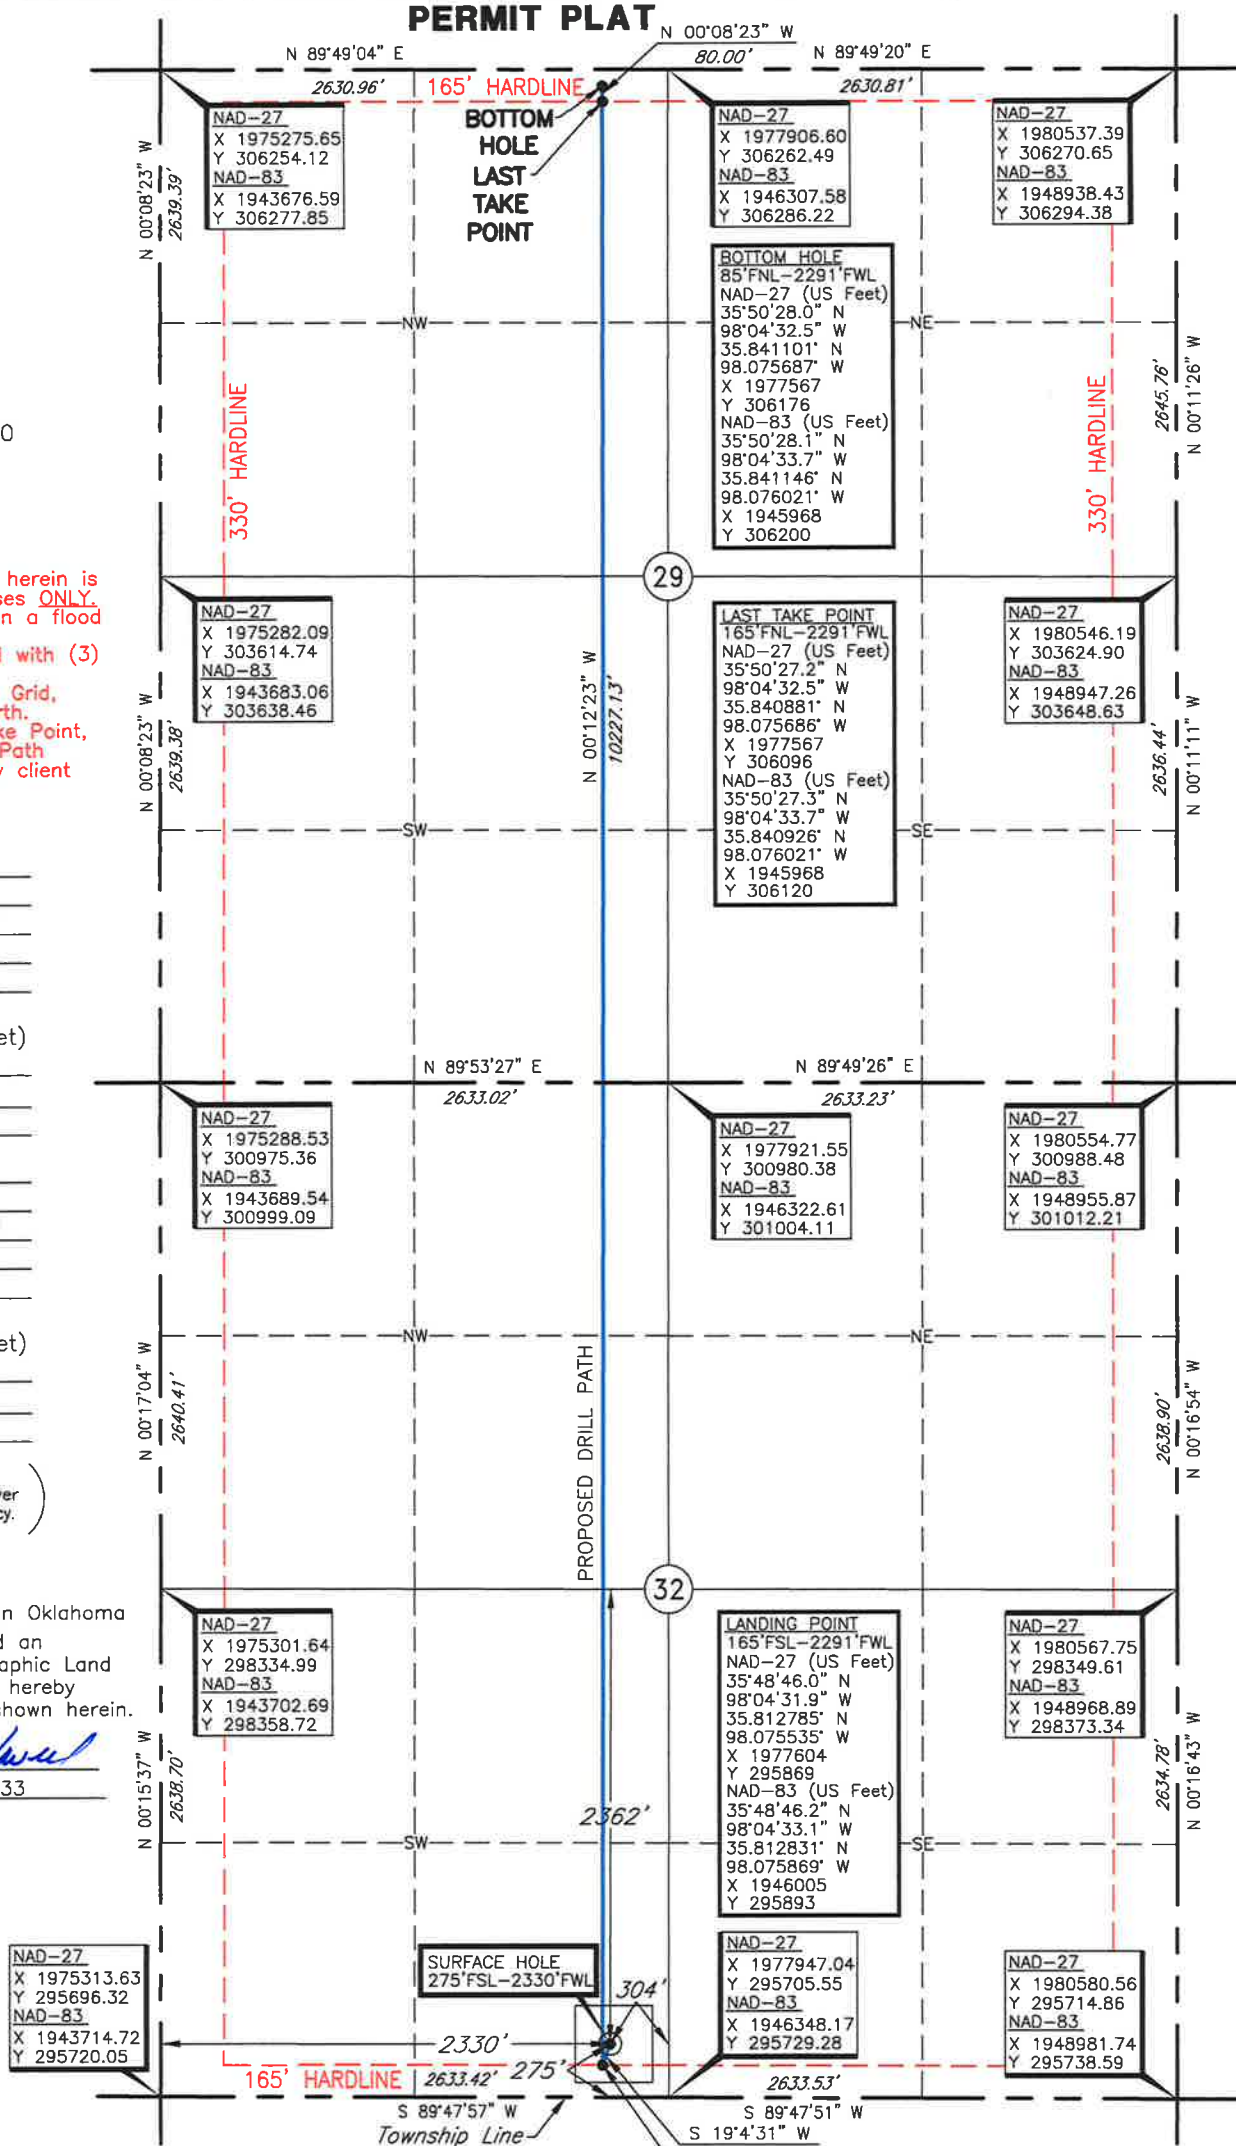 PERMIT PLAT
N 00°08'23" W
80.00'
N 89°49'04" E
2630.96'
N 89°49'20" E
2630.81'
165' HARDLINE
BOTTOM
HOLE
LAST
TAKE
POINT
NAD-27
X 1975275.65
Y 306254.12
NAD-83
X 1943676.59
Y 306277.85
NAD-27
X 1977906.60
Y 306262.49
NAD-83
X 1946307.58
Y 306286.22
NAD-27
X 1980537.39
Y 306270.65
NAD-83
X 1948938.43
Y 306294.38
N 00°08'23" W
2639.39'
BOTTOM HOLE
85'FNL-2291'FWL
NAD-27 (US Feet)
35°50'28.0" N
98°04'32.5" W
35.841101° N
98.075687° W
X 1977567
Y 306176
NAD-83 (US Feet)
35°50'28.1" N
98°04'33.7" W
35.841146° N
98.076021° W
X 1945968
Y 306200
NW
NE
2645.76'
N 00°11'26" W
330' HARDLINE
330' HARDLINE
0
29
herein is
ses ONLY.
n a flood
with (3)
Grid,
rth.
ke Point,
Path
y client
NAD-27
X 1975282.09
Y 303614.74
NAD-83
X 1943683.06
Y 303638.46
LAST TAKE POINT
165'FNL-2291'FWL
NAD-27 (US Feet)
35°50'27.2" N
98°04'32.5" W
35.840881° N
98.075686° W
X 1977567
Y 306096
NAD-83 (US Feet)
35°50'27.3" N
98°04'33.7" W
35.840926° N
98.076021° W
X 1945968
Y 306120
NAD-27
X 1980546.19
Y 303624.90
NAD-83
X 1948947.26
Y 303648.63
N 00°08'23" W
2639.38'
N 00°12'23" W
10227.13'
2636.44'
N 00°11'11" W
SW
SE
et)
N 89°53'27" E
2633.02'
N 89°49'26" E
2633.23'
NAD-27
X 1975288.53
Y 300975.36
NAD-83
X 1943689.54
Y 300999.09
NAD-27
X 1977921.55
Y 300980.38
NAD-83
X 1946322.61
Y 301004.11
NAD-27
X 1980554.77
Y 300988.48
NAD-83
X 1948955.87
Y 301012.21
NW
NE
et)
N 00°17'04" W
2640.41'
PROPOSED DRILL PATH
2638.90'
N 00°16'54" W
ver
cy.
32
n Oklahoma
d an
aphic Land
hereby
hown herein.
33
NAD-27
X 1975301.64
Y 298334.99
NAD-83
X 1943702.69
Y 298358.72
LANDING POINT
165'FSL-2291'FWL
NAD-27 (US Feet)
35°48'46.0" N
98°04'31.9" W
35.812785° N
98.075535° W
X 1977604
Y 295869
NAD-83 (US Feet)
35°48'46.2" N
98°04'33.1" W
35.812831° N
98.075869° W
X 1946005
Y 295893
NAD-27
X 1980567.75
Y 298349.61
NAD-83
X 1948968.89
Y 298373.34
N 00°15'37" W
2638.70'
2362'
2634.78'
N 00°16'43" W
SW
SE
NAD-27
X 1975313.63
Y 295696.32
NAD-83
X 1943714.72
Y 295720.05
SURFACE HOLE
275'FSL-2330'FWL
304'
NAD-27
X 1977947.04
Y 295705.55
NAD-83
X 1946348.17
Y 295729.28
NAD-27
X 1980580.56
Y 295714.86
NAD-83
X 1948981.74
Y 295738.59
2330'
275'
165' HARDLINE
2633.42'
2633.53'
S 89°47'57" W
S 89°47'51" W
Township Line
S 19°4'31" W